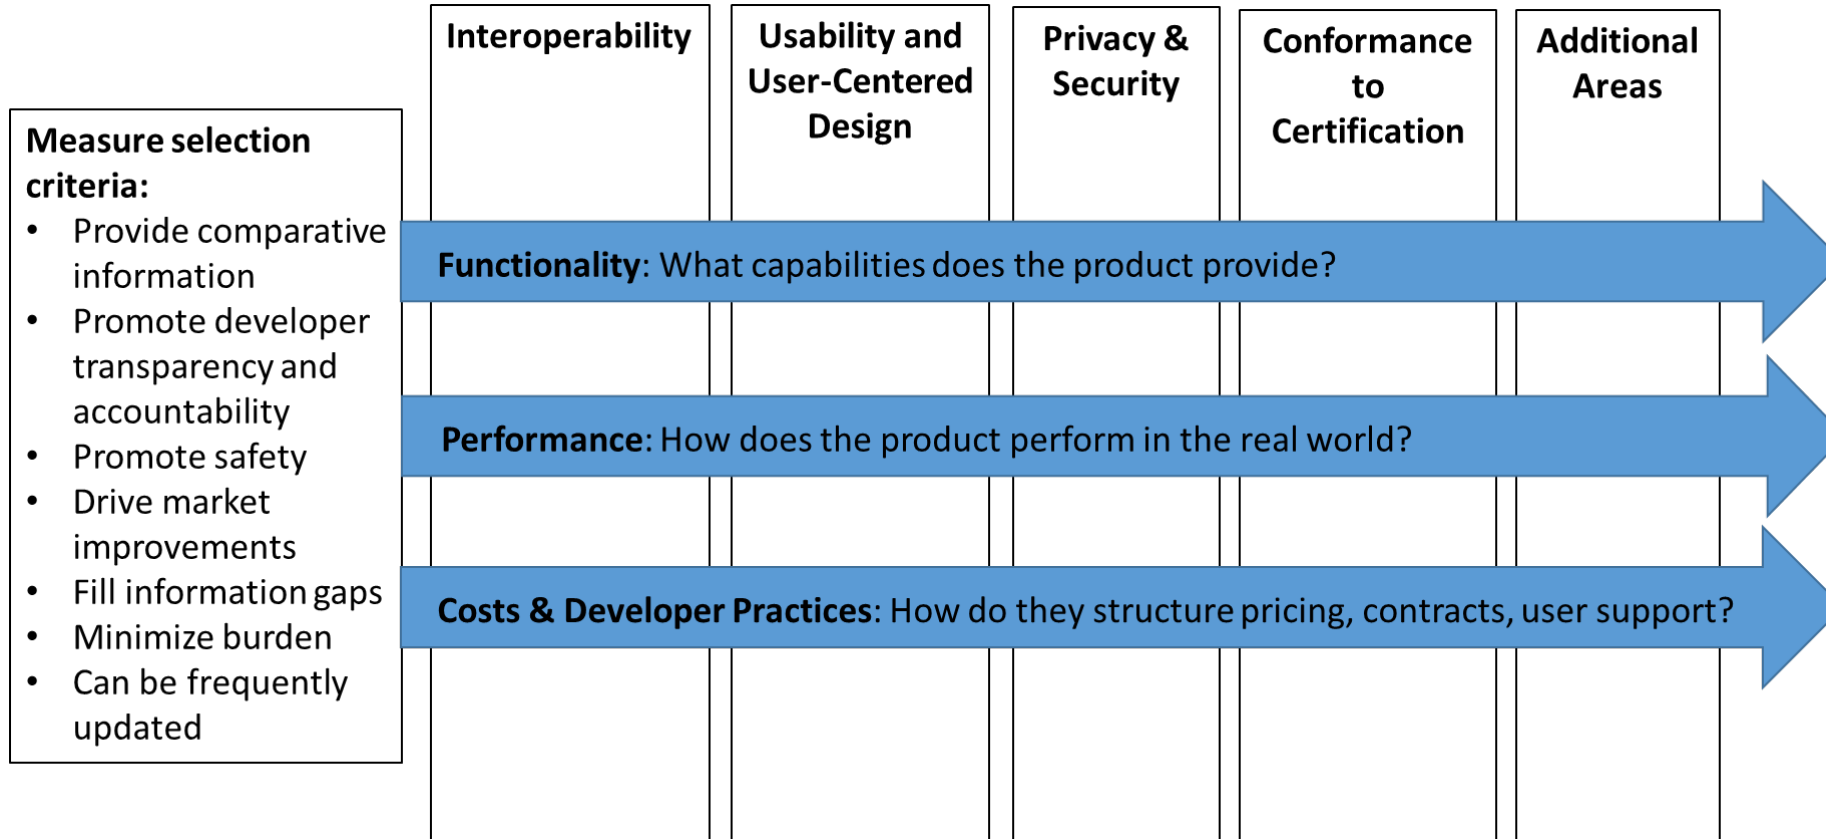 Interoperability
Usability and
User-Centered
Design
Privacy &
Security
Conformance
to
Certification
Additional
Areas
Measure selection
criteria:
• Provide comparative
information
• Promote developer
transparency and
accountability
• Promote safety
• Drive market
improvements
• Fill information gaps
• Minimize burden
• Can be frequently
updated
Functionality: What capabilities does the product provide?
Performance: How does the product perform in the real world?
Costs & Developer Practices: How do they structure pricing, contracts, user support?